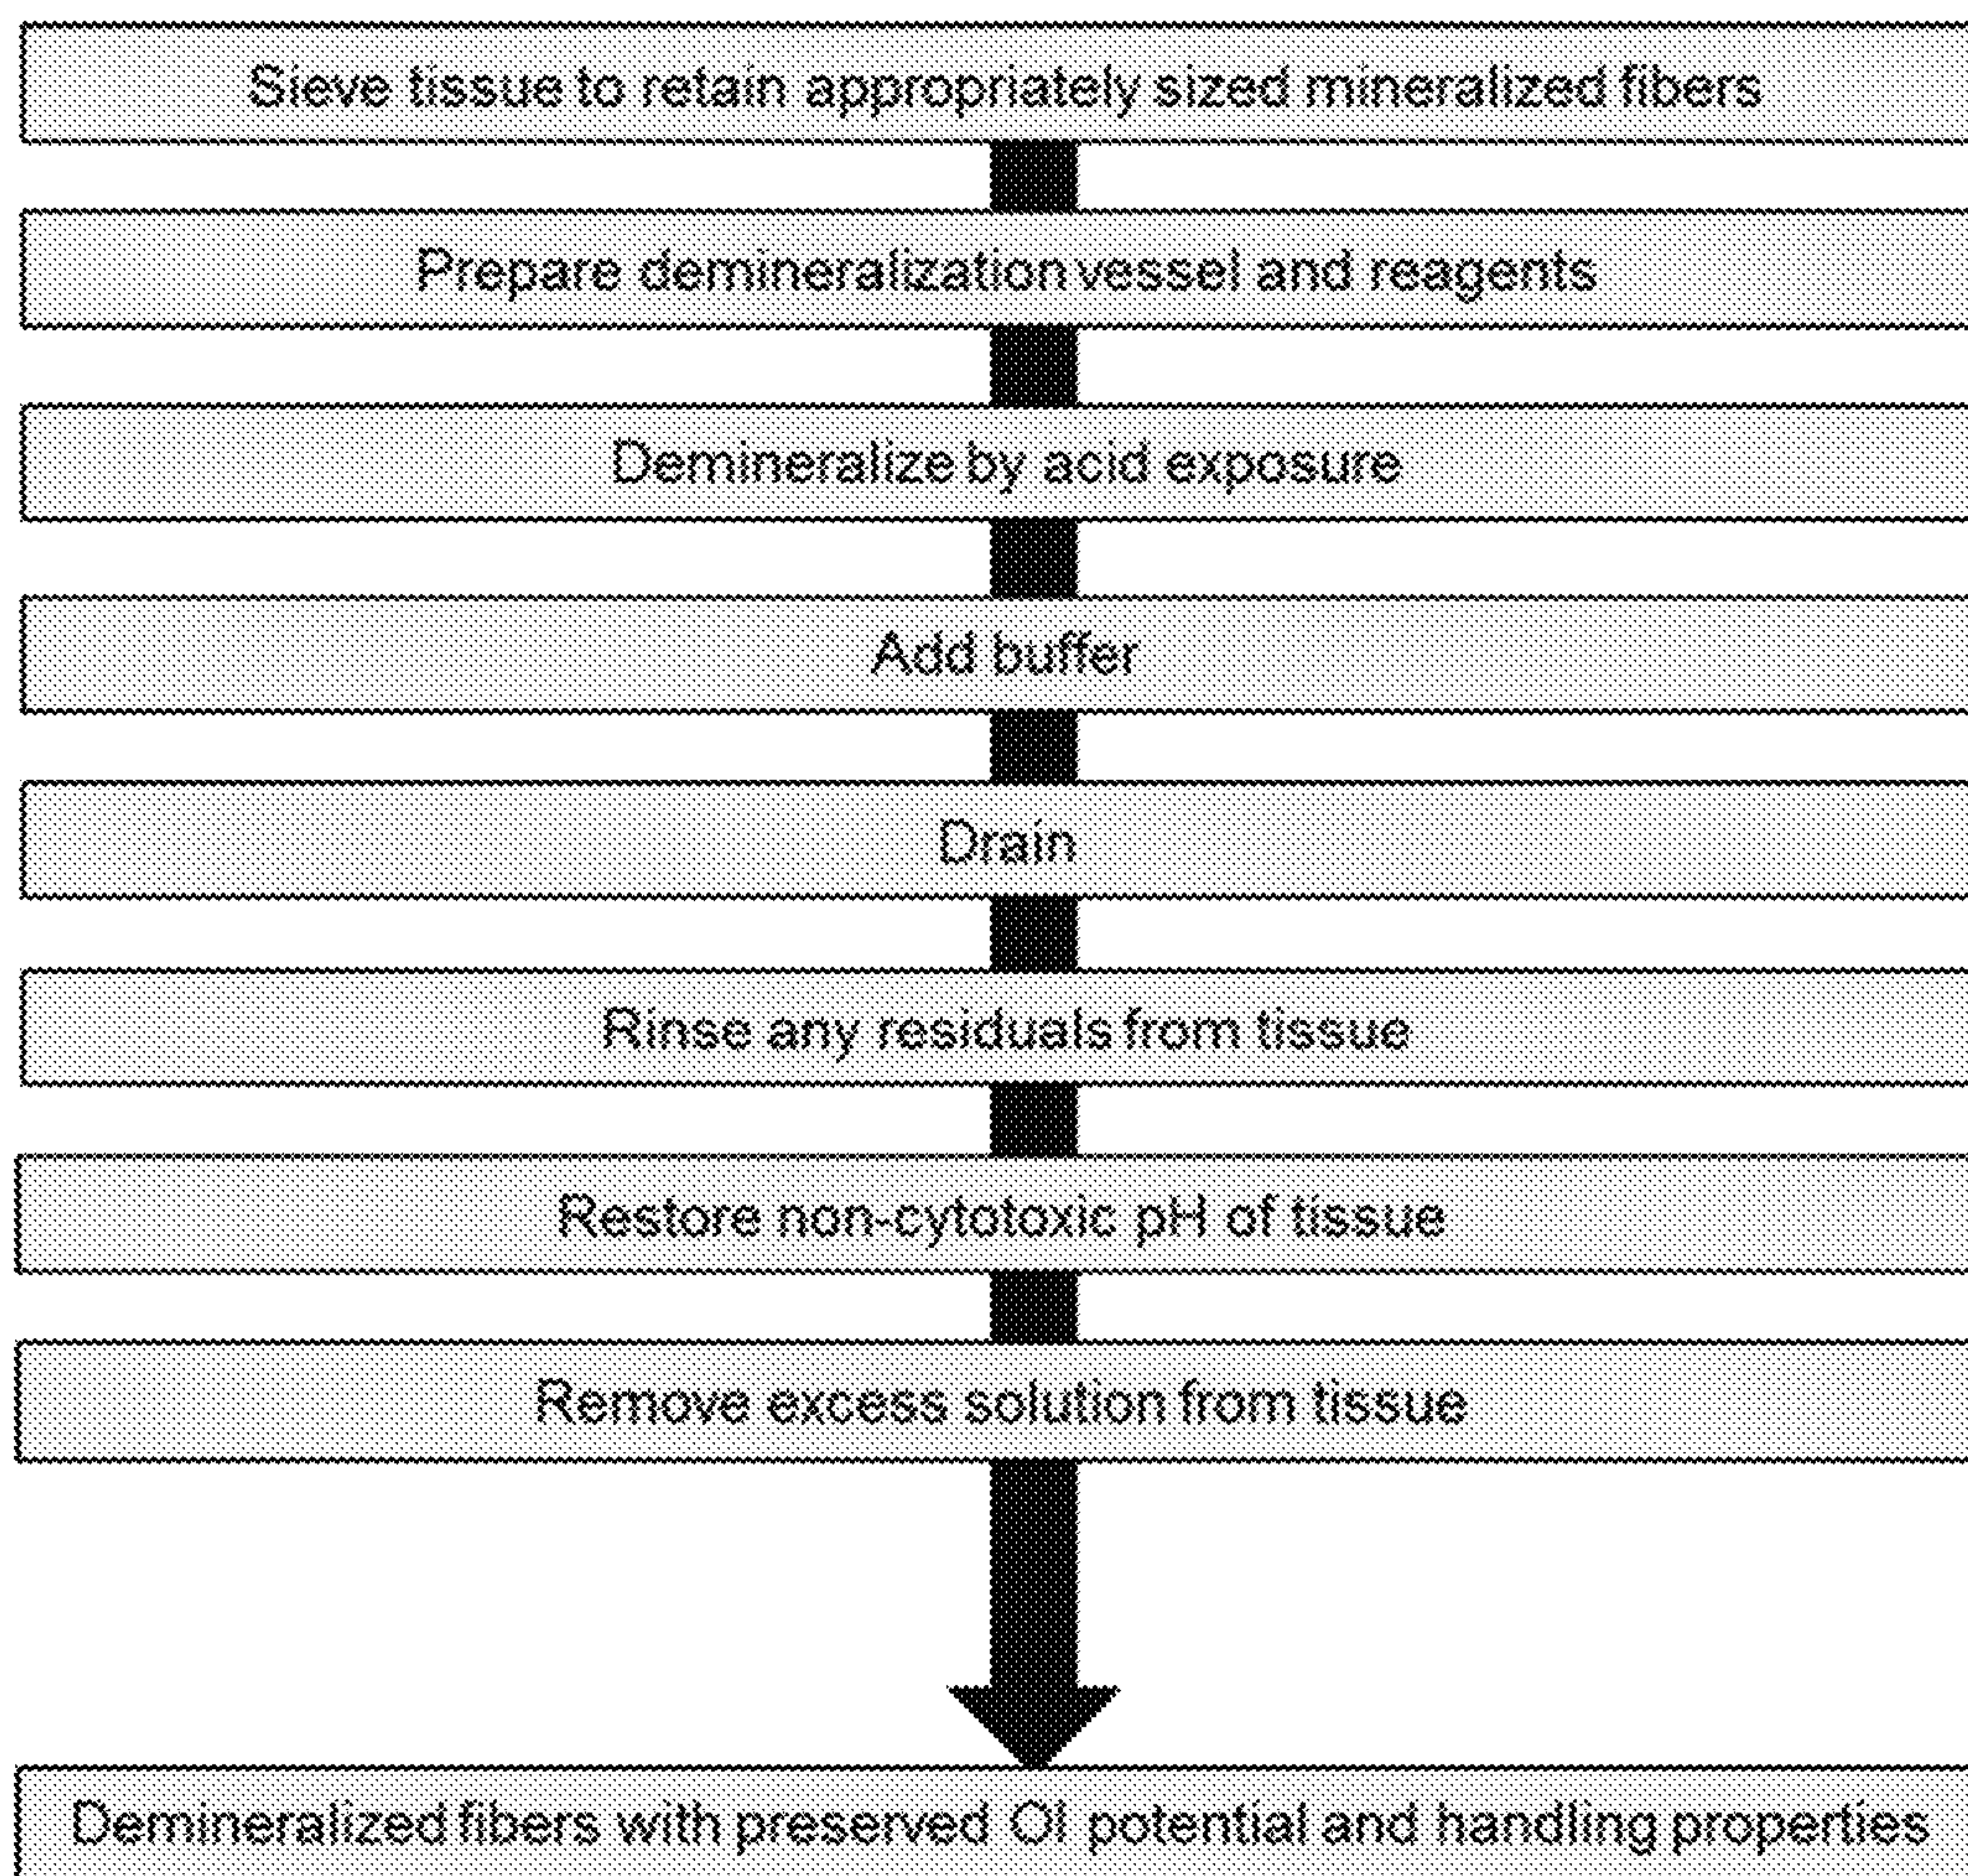 Sieve tissue to retain appropriately sized mineralized fibers
Prepare demineralization vessel and reagents
Demineralize by acid exposure
Add buffer
Drain
Rinse any residuals from tissue
Restore non-cytotoxic pH of tissue
Remove excess solution from tissue
Demineralized fibers with preserved OI potential and handling properties